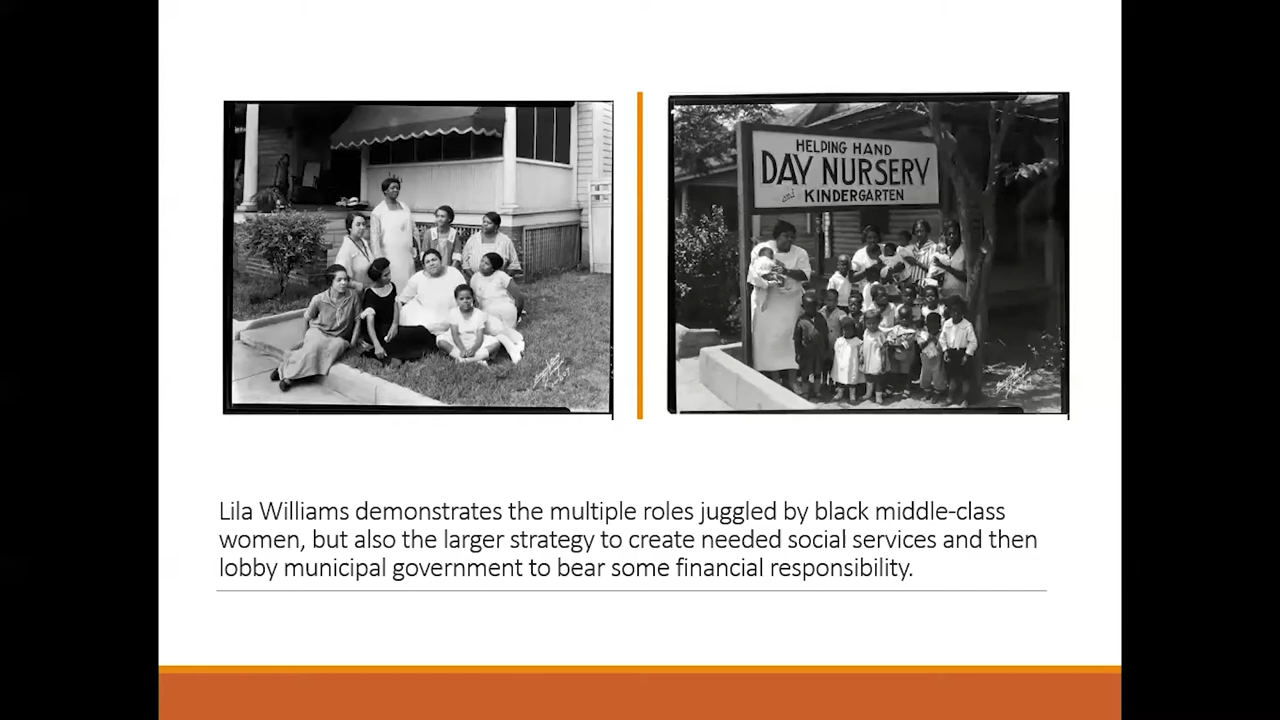 HELPING HAND
DAY NURSERY
and KINDERGARTEN
Lila Williams demonstrates the multiple roles juggled by black middle-class
women, but also the larger strategy to create needed social services and then
lobby municipal government to bear some financial responsibility.